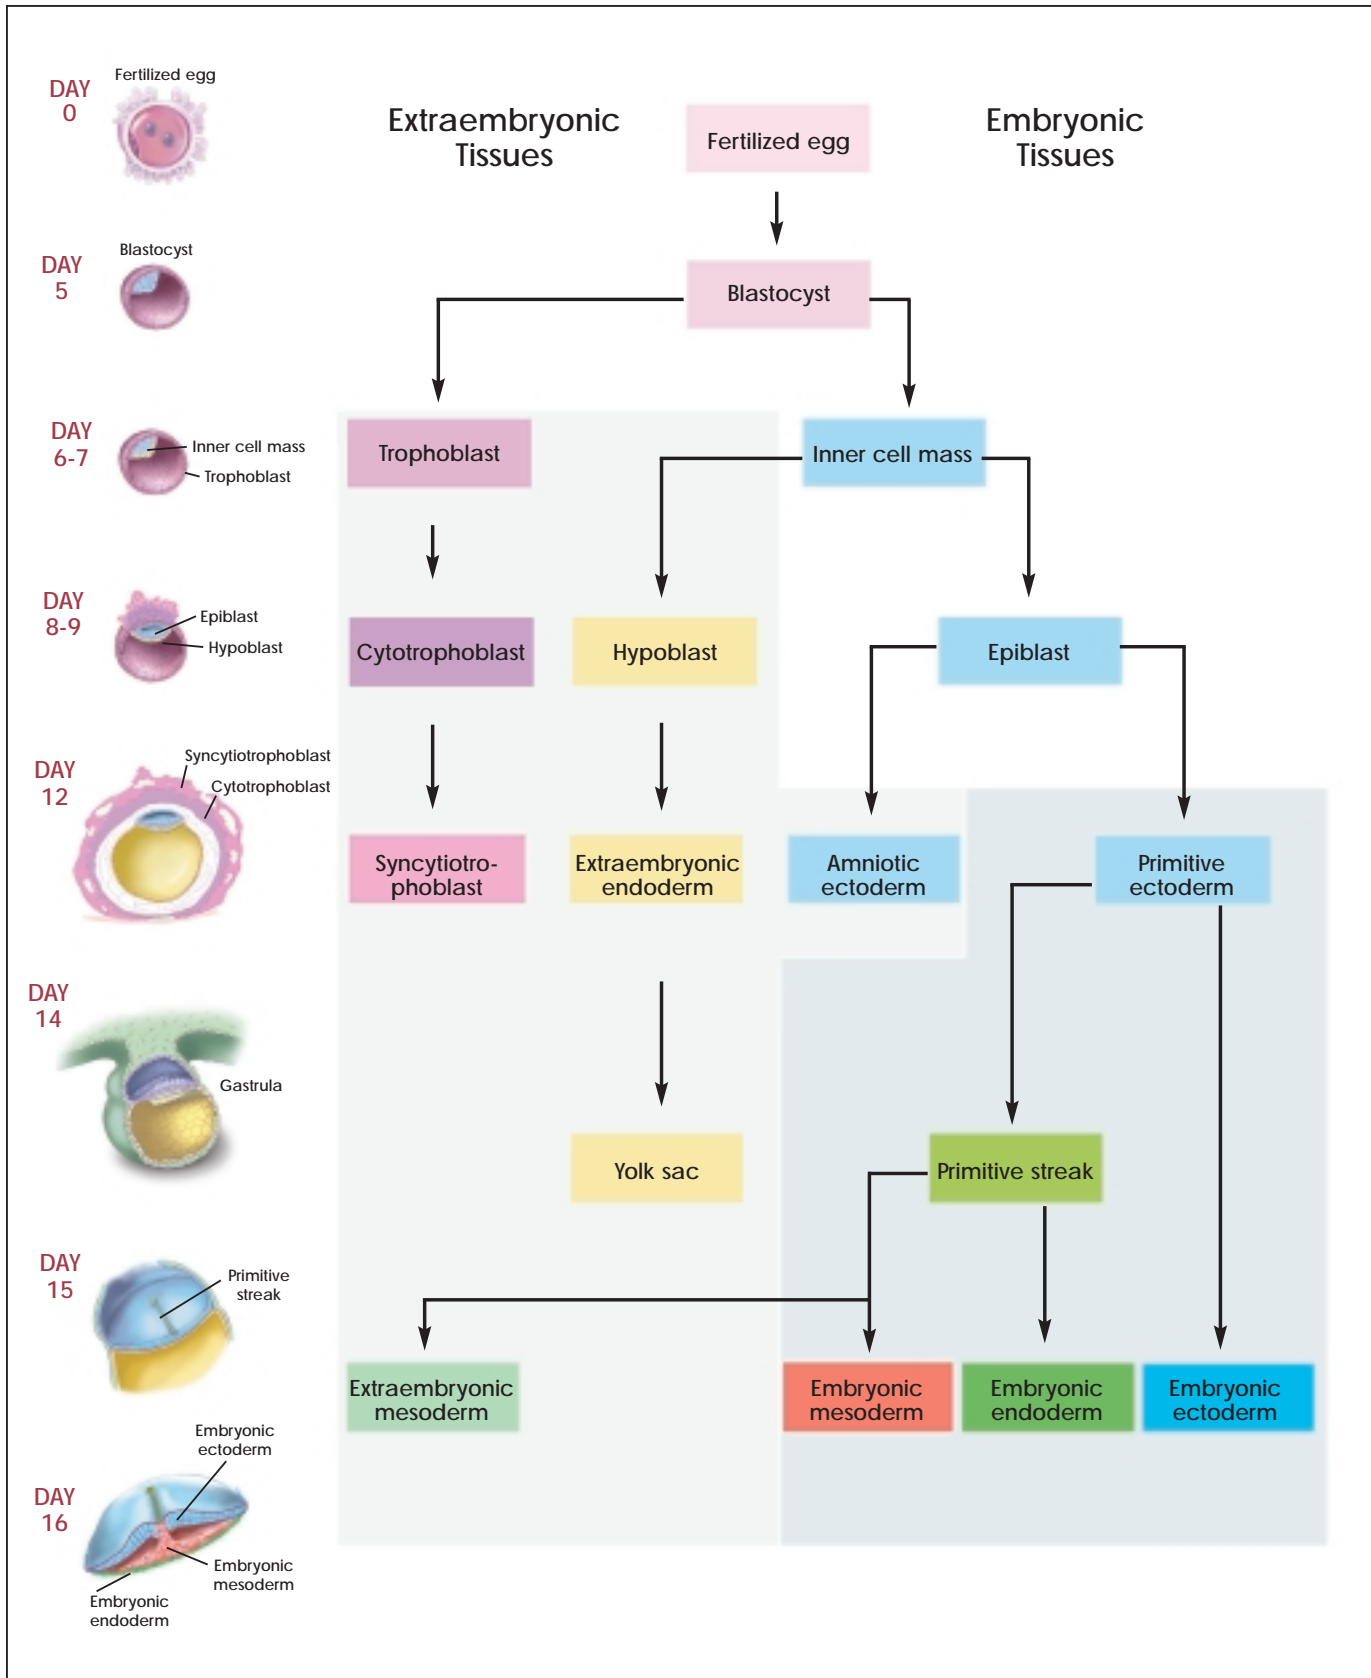 DAY
0
Fertilized egg
Extraembryonic
Tissues
Fertilized egg
Embryonic
Tissues
DAY
5
Blastocyst
Blastocyst
DAY
6-7
Inner cell mass
Trophoblast
Trophoblast
Inner cell mass
DAY
8-9
Epiblast
Hypoblast
Cytotrophoblast
Hypoblast
Epiblast
DAY
12
Syncytiotrophoblast
Cytotrophoblast
Syncytiotro-
phoblast
Extraembryonic
endoderm
Amniotic
ectoderm
Primitive
ectoderm
DAY
14
Gastrula
Yolk sac
Primitive streak
DAY
15
Primitive
streak
Extraembryonic
mesoderm
Embryonic
mesoderm
Embryonic
endoderm
Embryonic
ectoderm
DAY
16
Embryonic
ectoderm
Embryonic
mesoderm
Embryonic
endoderm